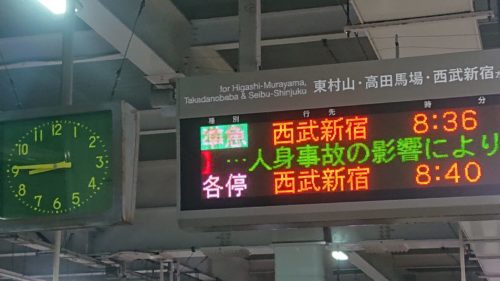 for Higashi-Murayama,
Takadanobaba & Seibu-Shinjuku
東村山・高田馬場・西武新宿
種別 行先 時分
準急 西武新宿 8:36
…人身事故の影響により
各停 西武新宿 8:40